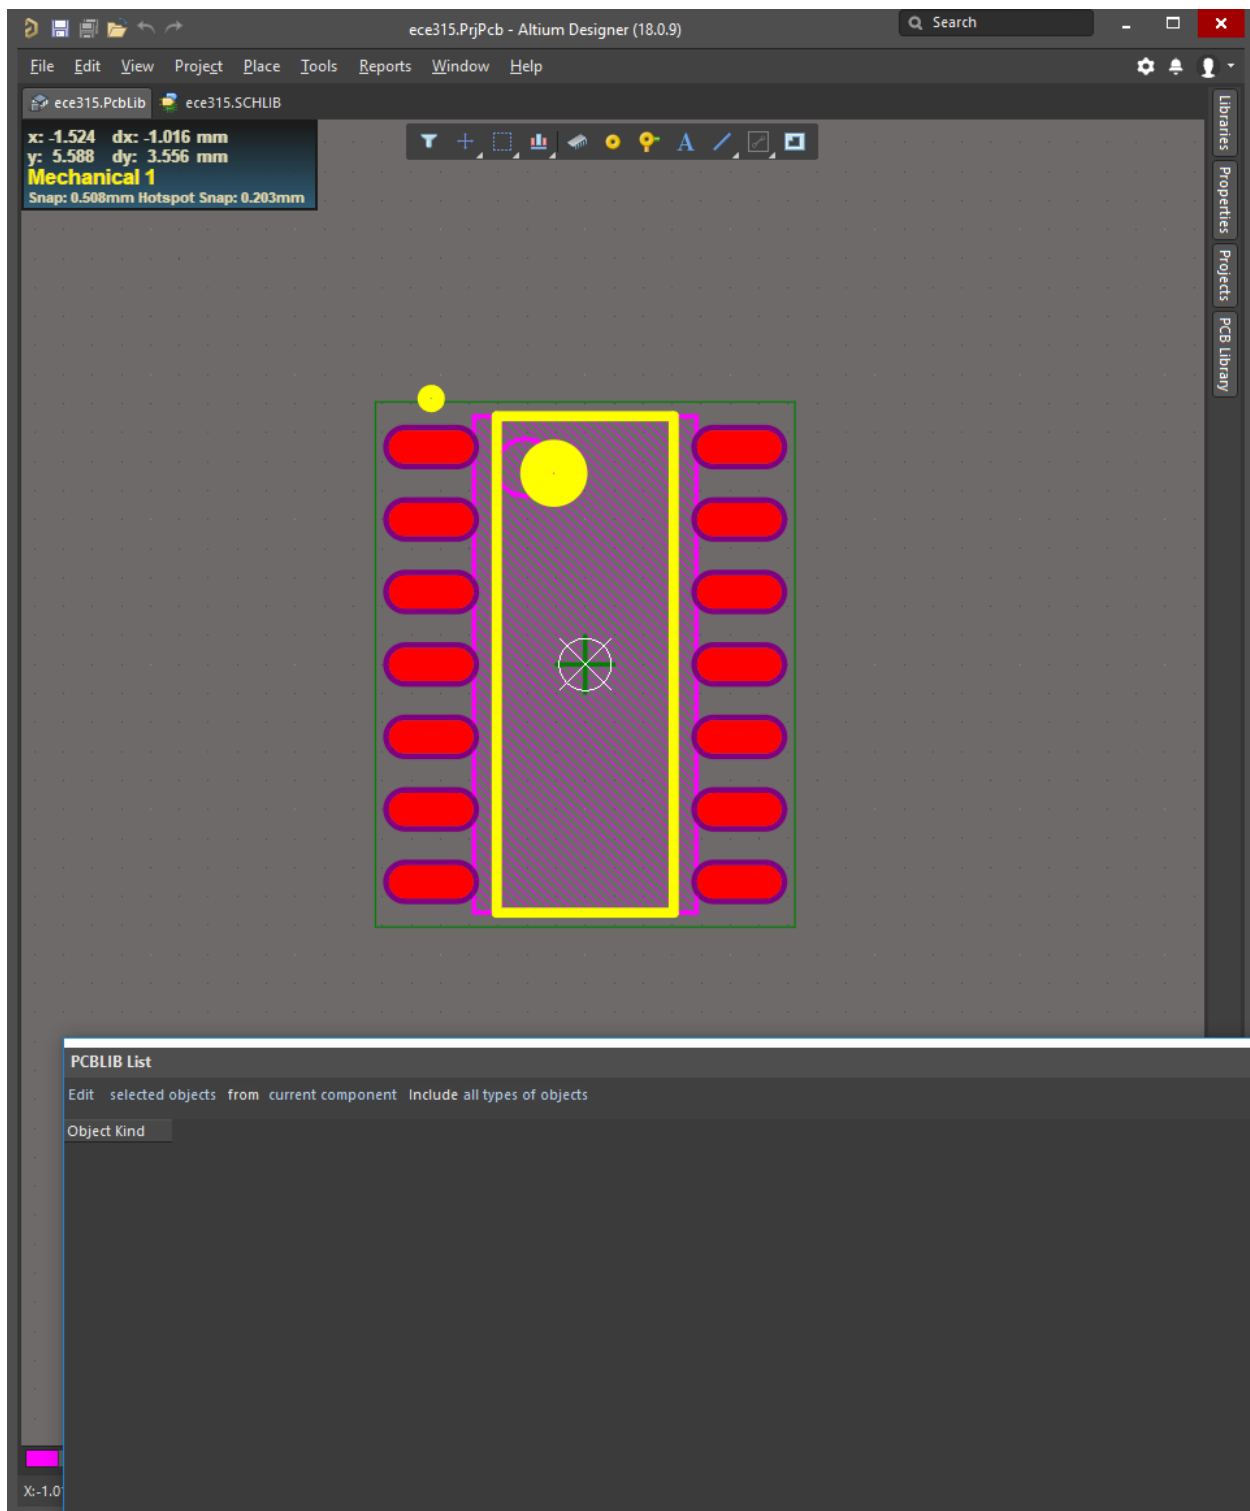 ece315.PrjPcb - Altium Designer (18.0.9)
Search
File Edit View Project Place Tools Reports Window Help
ece315.PcbLib ece315.SCHLIB
x: -1.524 dx: -1.016 mm
y: 5.588 dy: 3.556 mm
Mechanical 1
Snap: 0.508mm Hotspot Snap: 0.203mm
A
Libraries
Properties
Projects
PCB Library
PCBLIB List
Edit selected objects from current component Include all types of objects
Object Kind